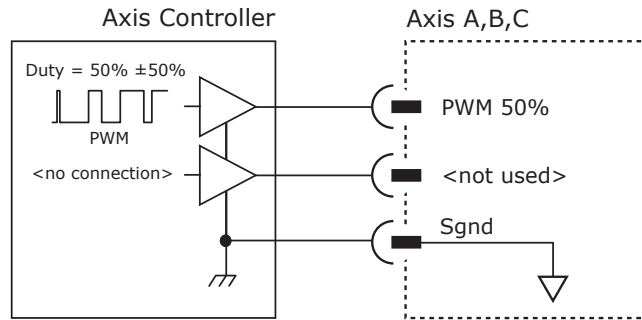 Axis Controller
Axis A,B,C
Duty = 50% ±50%
PWM
PWM 50%
<no connection>
<not used>
Sgnd